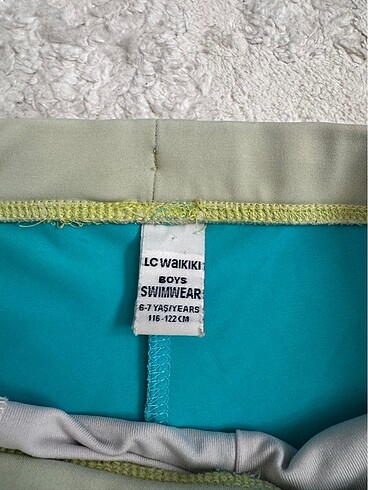 LC WAIKIKI
BOYS
SWIMWEAR
6-7 YAŞ/YEARS
116-122 CM